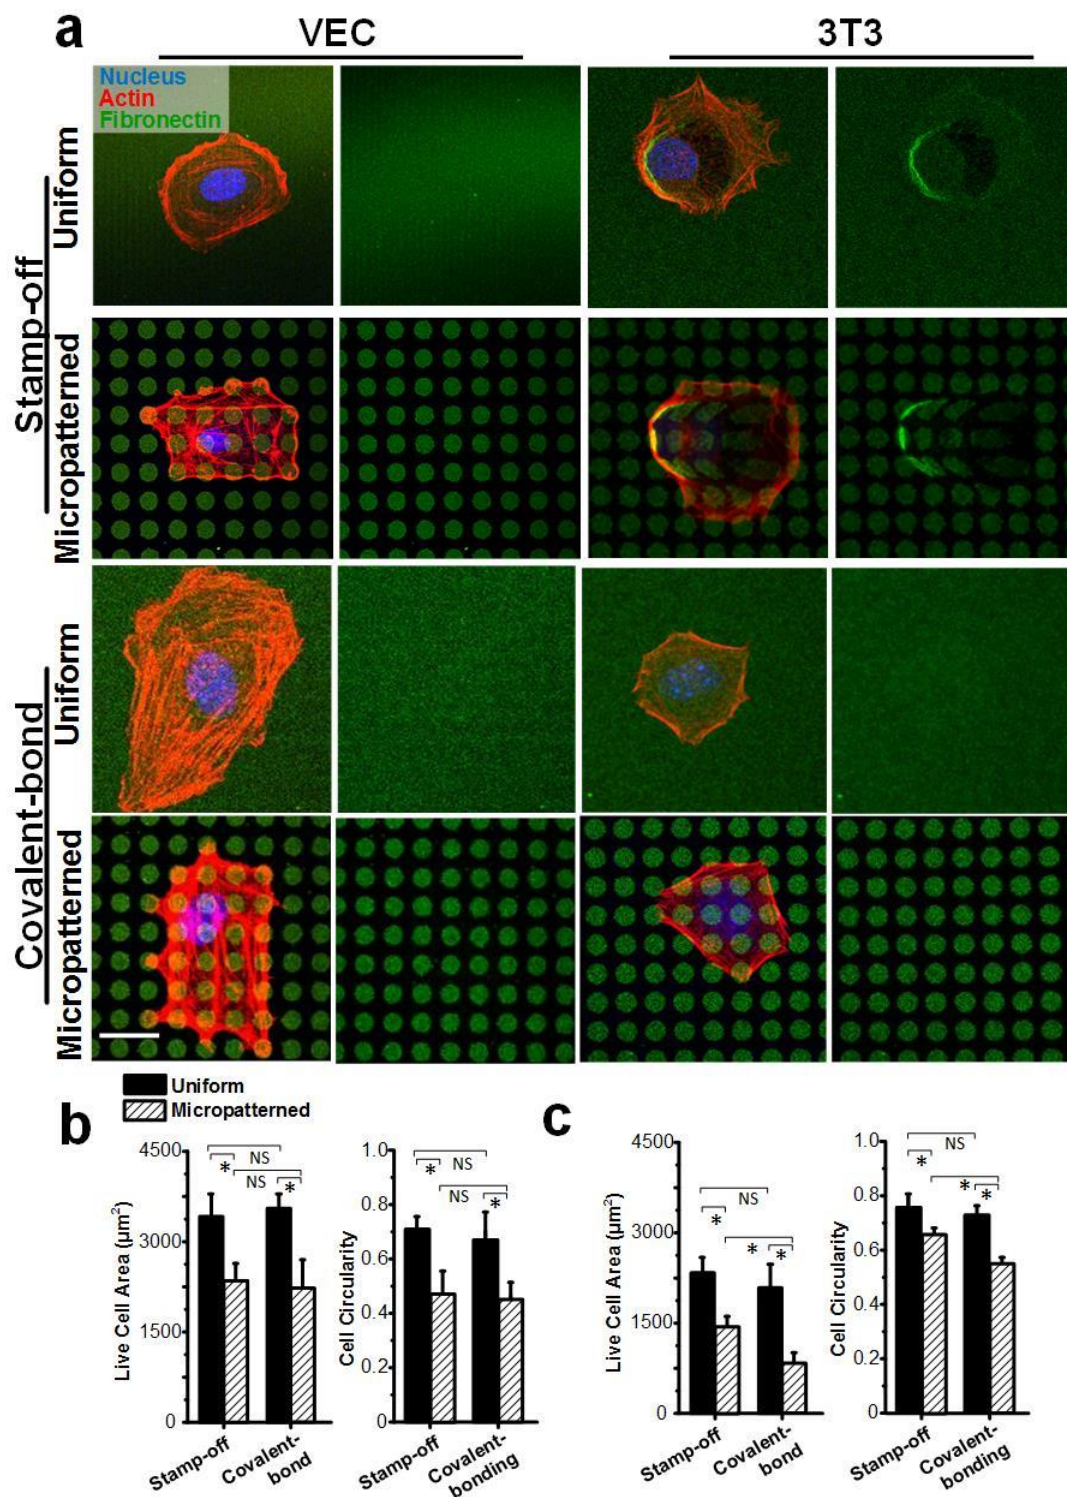 a
VEC
3T3
Nucleus
Actin
Fibronectin
Stamp-off
Uniform
Micropatterned
Covalent-bond
Uniform
Micropatterned
Uniform
Micropatterned
b
4500
3000
1500
0
Live Cell Area (µm²)
NS
*
NS
*
Stamp-off
Covalent-
bond
1.0
0.8
0.6
0.4
0.2
0
Cell Circularity
NS
*
NS
*
Stamp-off
Covalent-
bonding
c
4500
3000
1500
0
Live Cell Area (µm²)
NS
*
*
*
Stamp-off
Covalent-
bond
1.0
0.8
0.6
0.4
0.2
0
Cell Circularity
NS
*
*
*
Stamp-off
Covalent-
bonding